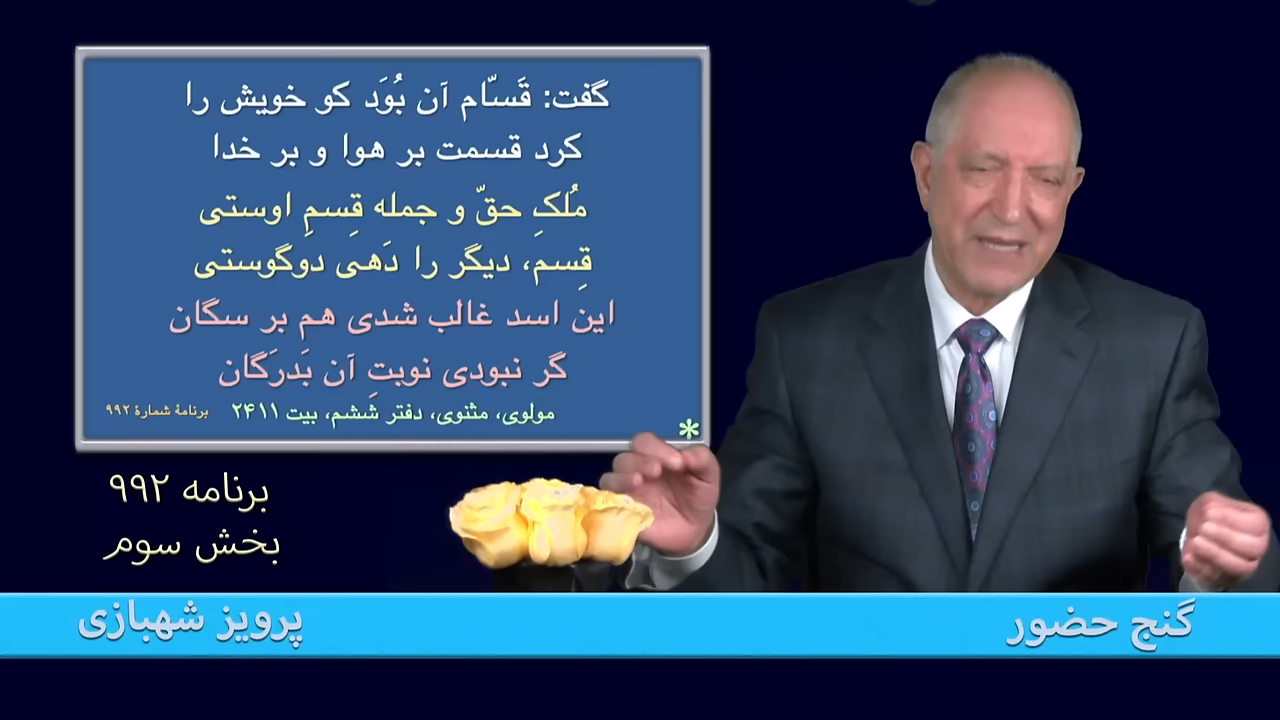 گفت: قَسّام آن بُوَد کو خویش را
کرد قسمت بر هوا و بر خدا
مُلکِ حقّ و جمله قِسمِ اوستی
قِسم، دیگر را دَهی دوگوستی
این اسد غالب شدی هم بر سگان
گر نبودی نوبتِ آن بَدرَگان
مولوی، مثنوی، دفتر ششم، بیت ۲۴۱۱
برنامهٔ شمارهٔ ۹۹۲
*
برنامه ۹۹۲
بخش سوم
گنج حضور
پرویز شهبازی